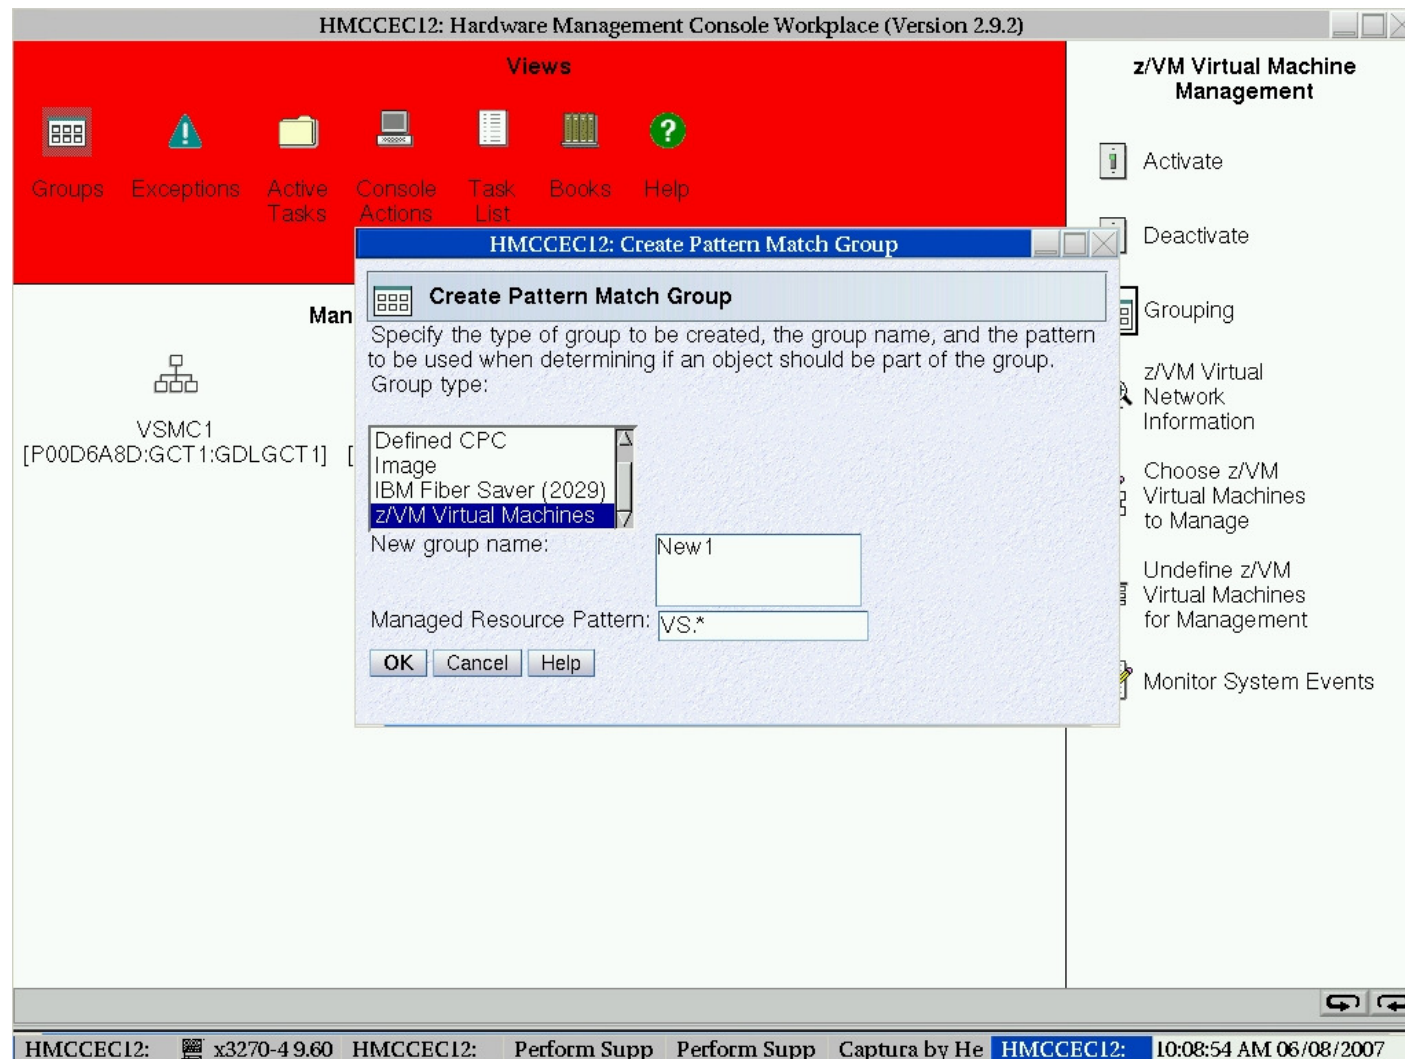 HMCCEC12: Hardware Management Console Workplace (Version 2.9.2)
Views
Groups
Exceptions
Active
Tasks
Console
Actions
Task
List
Books
Help
Man
VSMC1
[P00D6A8D:GCT1:GDLGCT1] [
HMCCEC12: Create Pattern Match Group
Create Pattern Match Group
Specify the type of group to be created, the group name, and the pattern
to be used when determining if an object should be part of the group.
Group type:
Defined CPC
Image
IBM Fiber Saver (2029)
z/VM Virtual Machines
New group name:
New1
Managed Resource Pattern:
VS.*
OK
Cancel
Help
z/VM Virtual Machine
Management
Activate
Deactivate
Grouping
z/VM Virtual
Network
Information
Choose z/VM
Virtual Machines
to Manage
Undefine z/VM
Virtual Machines
for Management
Monitor System Events
HMCCEC12: x3270-4 9.60 HMCCEC12: Perform Supp Perform Supp Captura by He HMCCEC12: 10:08:54 AM 06/08/2007